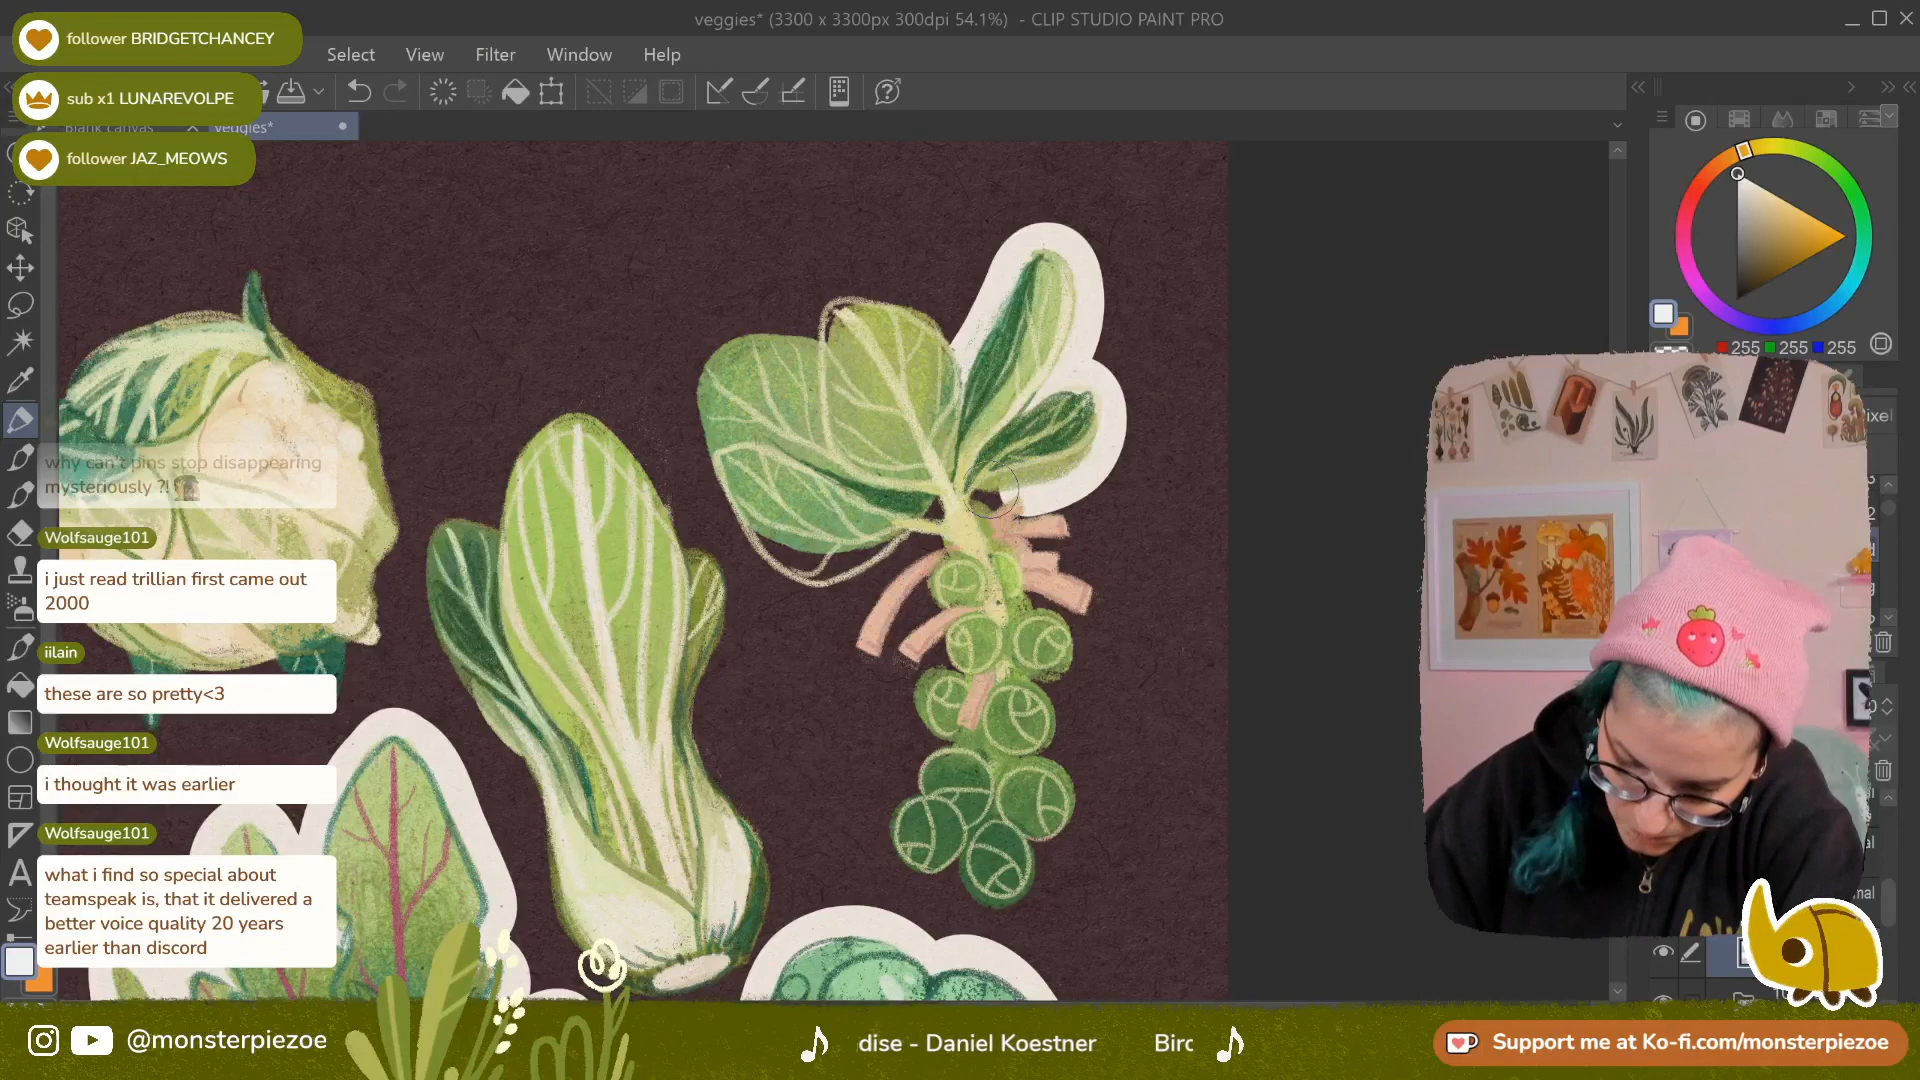 veggies* (3300 x 3300px 300dpi 54.1%) - CLIP STUDIO PAINT PRO
follower BRIDGETCHANCEY
Select View Filter Window Help
sub x1 LUNAREVOLPE
blank canvas veggies*
follower JAZ_MEOWS
255 255 255
why can't pins stop disappearing
mysteriously ?!
Wolfsauge101
i just read trillian first came out
2000
iilain
these are so pretty<3
Wolfsauge101
i thought it was earlier
Wolfsauge101
what i find so special about
teamspeak is, that it delivered a
better voice quality 20 years
earlier than discord
@monsterpiezoe
dise - Daniel Koestner Birc
Support me at Ko-fi.com/monsterpiezoe